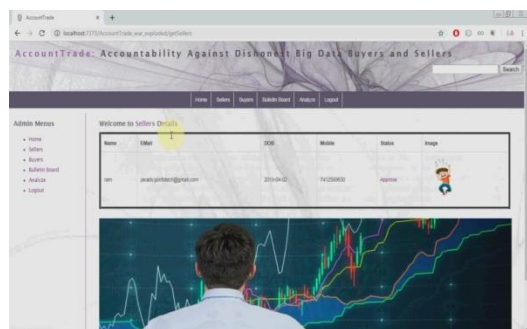 AccountTrade
AccountTrade: Accountability Against Dishonest Big Data Buyers and Sellers
Search
Home Sellers Buyers Bulletin Board Analyze Logout
Admin Menus
Home
Sellers
Buyers
Bulletin Board
Analyze
Logout
Welcome to Sellers Details
Name EMail DOB Mobile Status Image
Approve